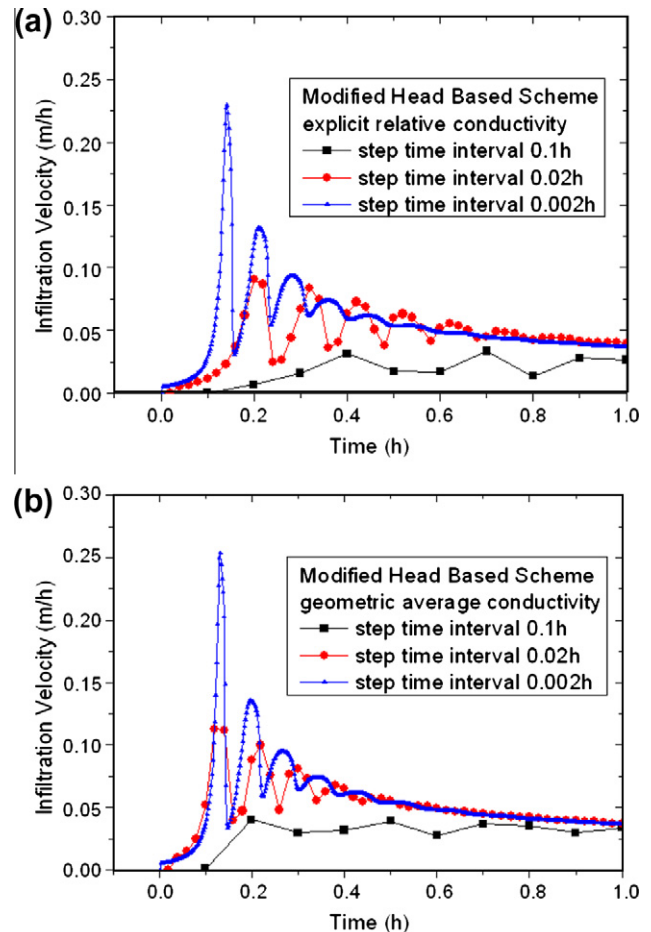 (a)
0.30
0.25
0.20
0.15
0.10
0.05
0.00
Infiltration Velocity (m/h)
Modified Head Based Scheme
explicit relative conductivity
step time interval 0.1h
step time interval 0.02h
step time interval 0.002h
0.0 0.2 0.4 0.6 0.8 1.0
Time (h)
(b)
0.30
0.25
0.20
0.15
0.10
0.05
0.00
Infiltration Velocity (m/h)
Modified Head Based Scheme
geometric average conductivity
step time interval 0.1h
step time interval 0.02h
step time interval 0.002h
0.0 0.2 0.4 0.6 0.8 1.0
Time (h)